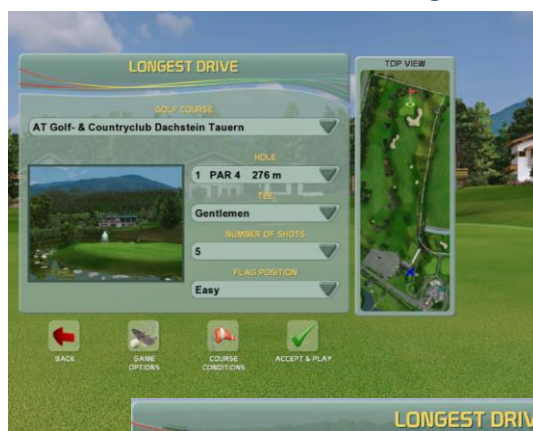 LONGEST DRIVE
TOP VIEW
GOLF COURSE
AT Golf- & Countryclub Dachstein Tauern
HOLE
1 PAR 4 276 m
TEE
Gentlemen
NUMBER OF SHOTS
5
FLAG POSITION
Easy
BACK
GAME
OPTIONS
COURSE
CONDITIONS
ACCEPT & PLAY
LONGEST DRIV